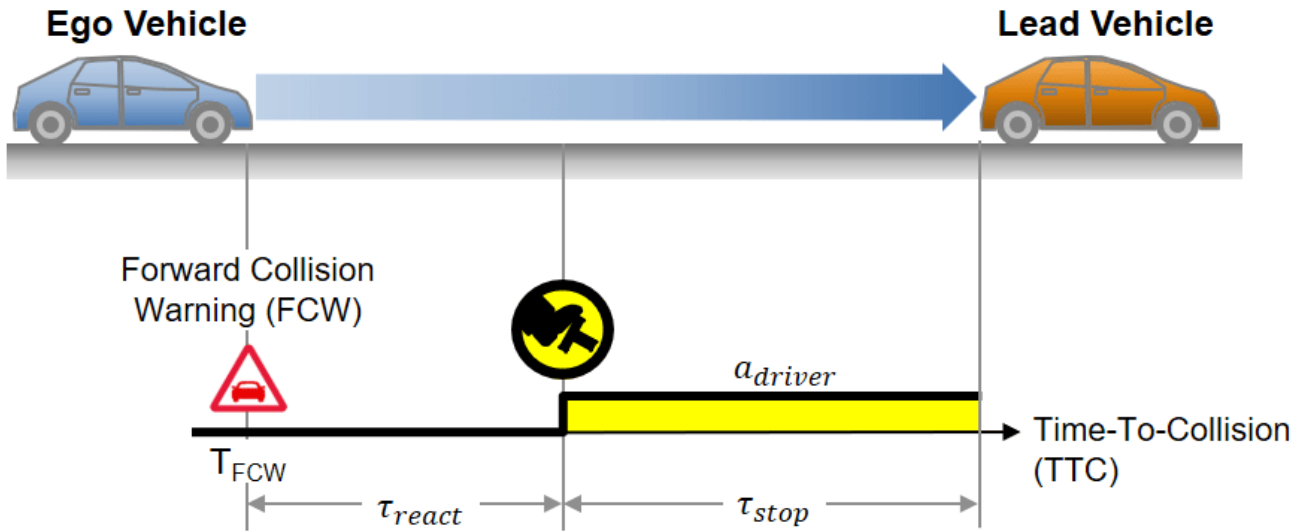 Ego Vehicle
Lead Vehicle
Forward Collision
Warning (FCW)
a_driver
Time-To-Collision
(TTC)
T_FCW
τ_react
τ_stop